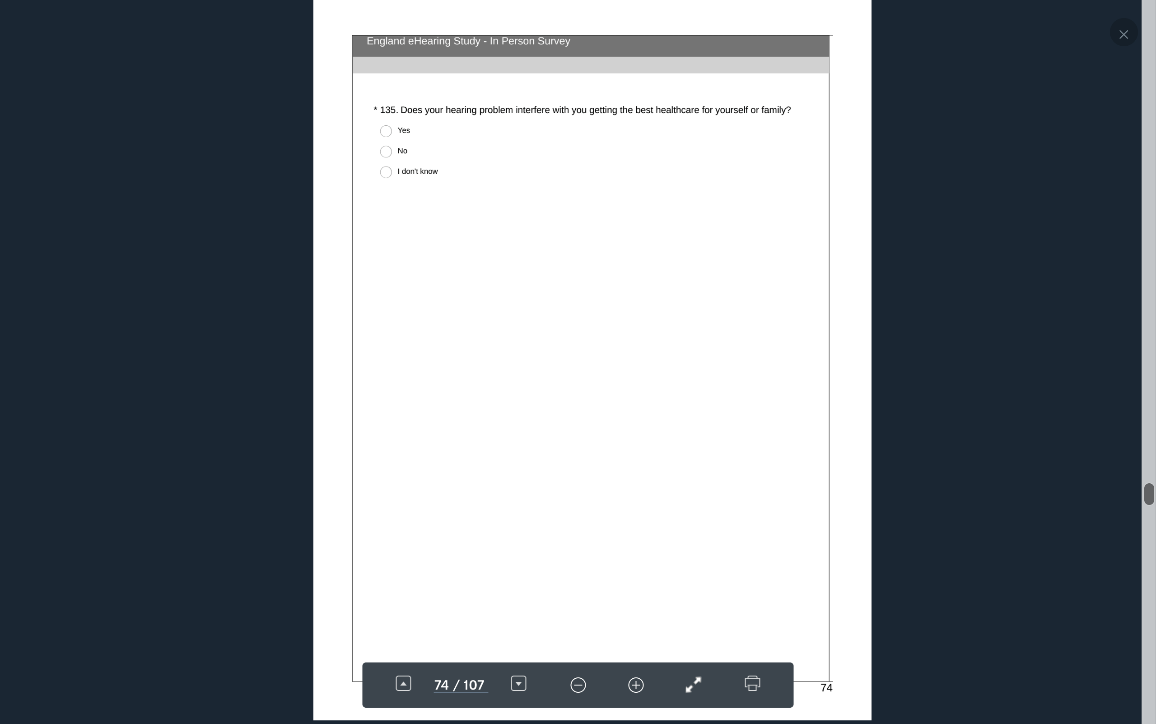 England eHearing Study - In Person Survey
* 135. Does your hearing problem interfere with you getting the best healthcare for yourself or family?
Yes
No
I don't know
74 / 107
74